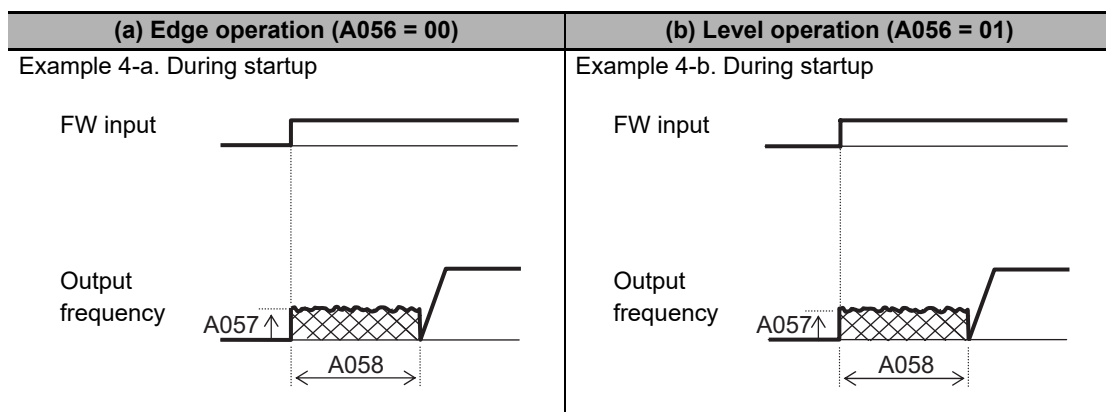 (a) Edge operation (A056 = 00)
(b) Level operation (A056 = 01)
Example 4-a. During startup
FW input
Output
frequency
A057
A058
Example 4-b. During startup
FW input
Output
frequency
A057
A058